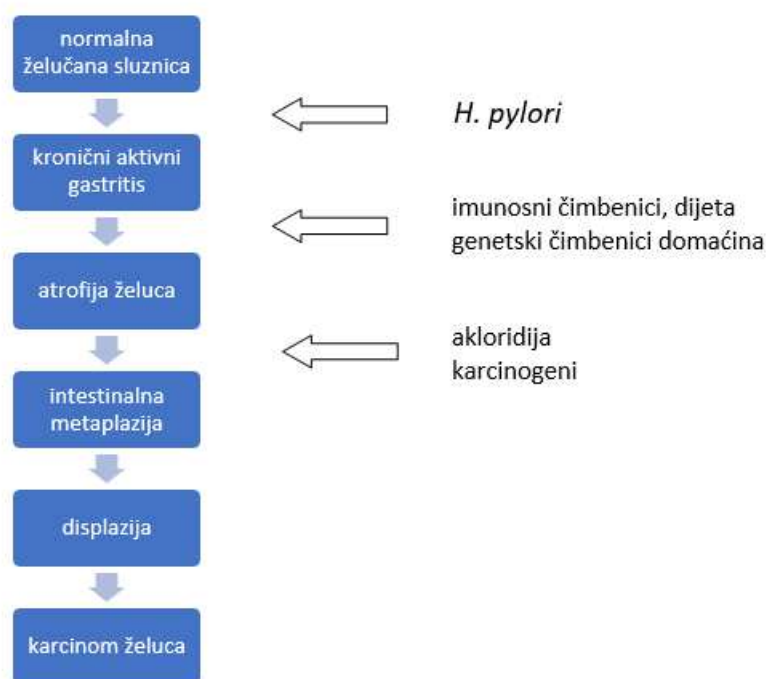 normalna
želučana sluznica
H. pylori
kronični aktivni
gastritis
imunosni čimbenici, dijeta
genetski čimbenici domaćina
atrofija želuca
akloridija
karcinogeni
intestinalna
metaplazija
displazija
karcinom želuca